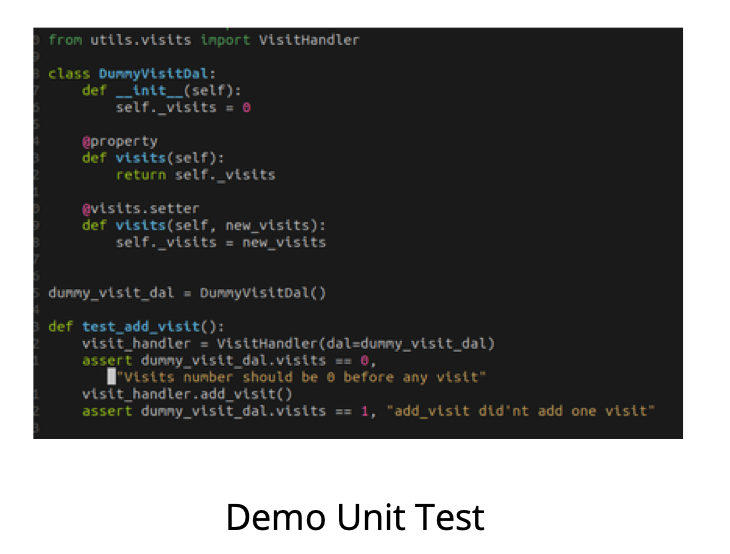 from utils.visits import VisitHandler
class DummyVisitDal:
def __init__(self):
self._visits = 0
@property
def visits(self):
return self._visits
@visits.setter
def visits(self, new_visits):
self._visits = new_visits
dummy_visit_dal = DummyVisitDal()
def test_add_visit():
visit_handler = VisitHandler(dal=dummy_visit_dal)
assert dummy_visit_dal.visits == 0,
"Visits number should be 0 before any visit"
visit_handler.add_visit()
assert dummy_visit_dal.visits == 1, "add_visit did'nt add one visit"
Demo Unit Test